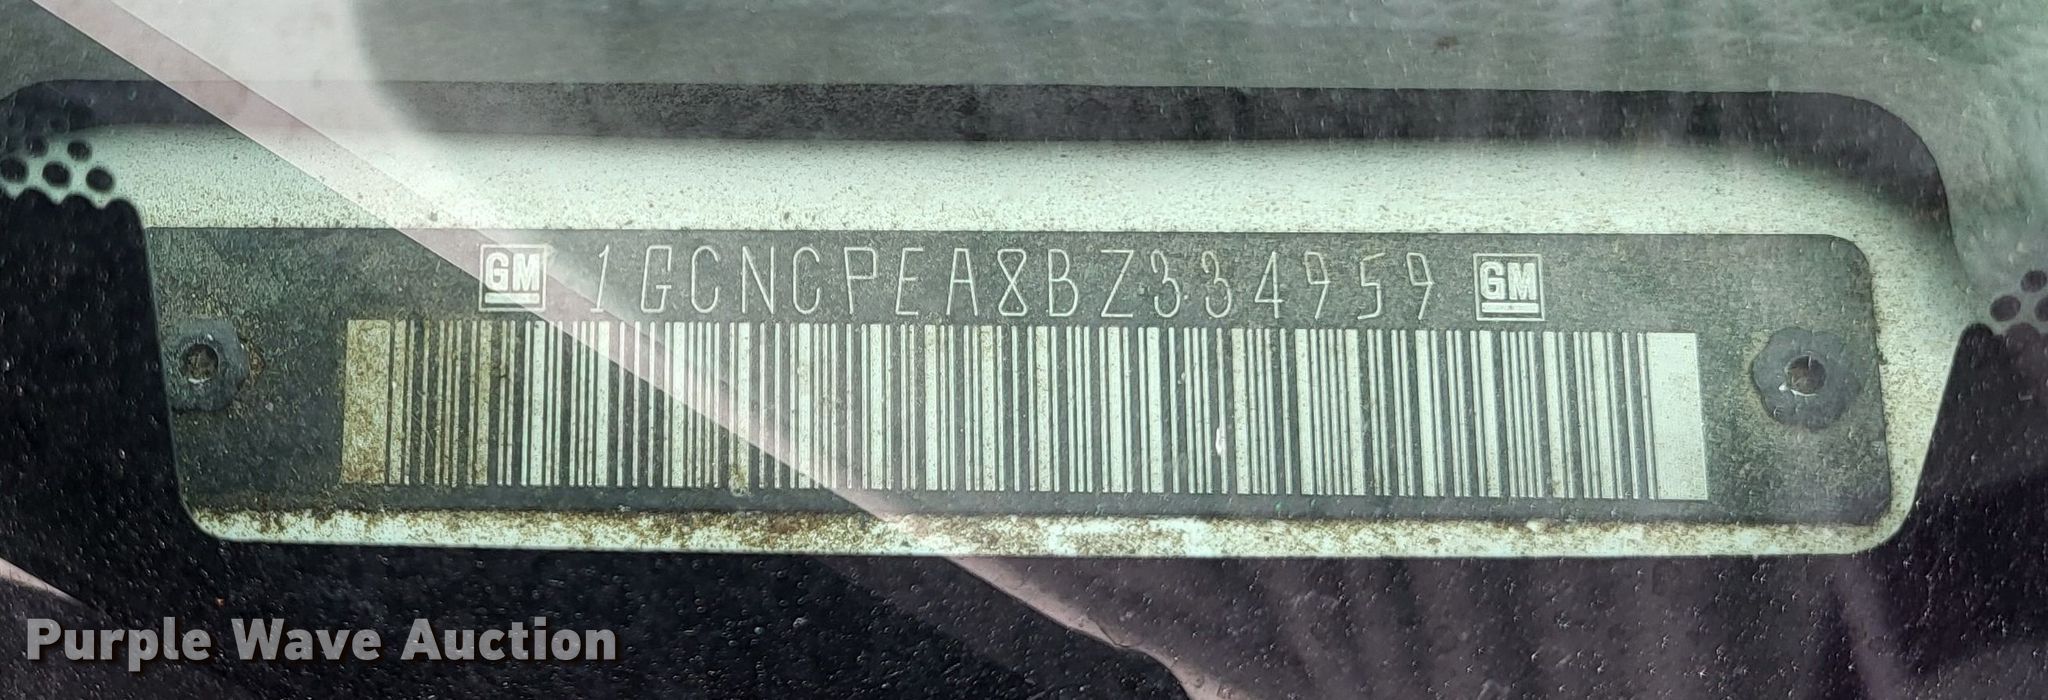 GM 1GCNCPEA8BZ334959 GM
Purple Wave Auction